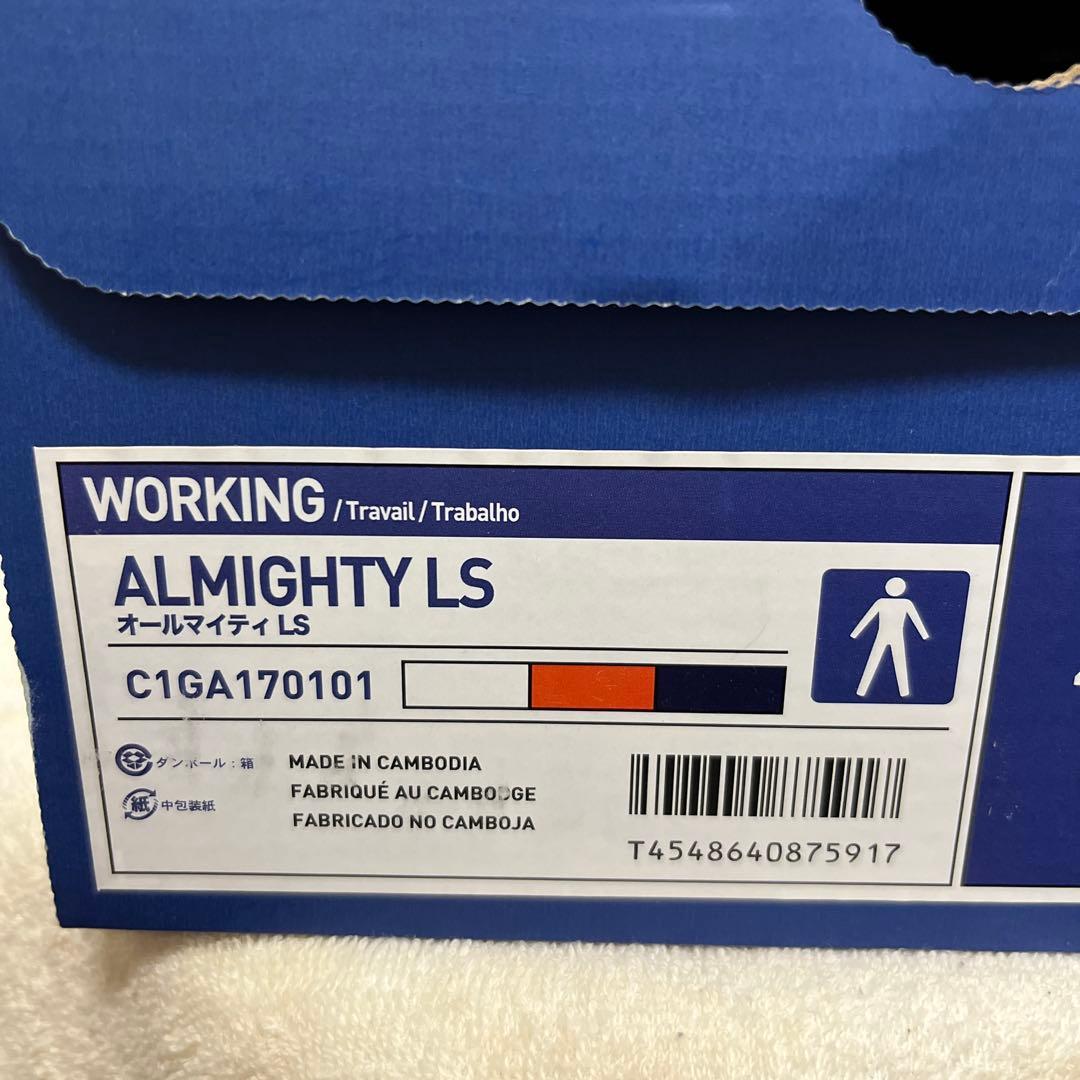 WORKING /Travail/Trabalho
ALMIGHTY LS
オールマイティ LS
C1GA170101
ダンボール：箱
紙 中包装紙
MADE IN CAMBODIA
FABRIQUÉ AU CAMBODGE
FABRICADO NO CAMBOJA
T4548640875917